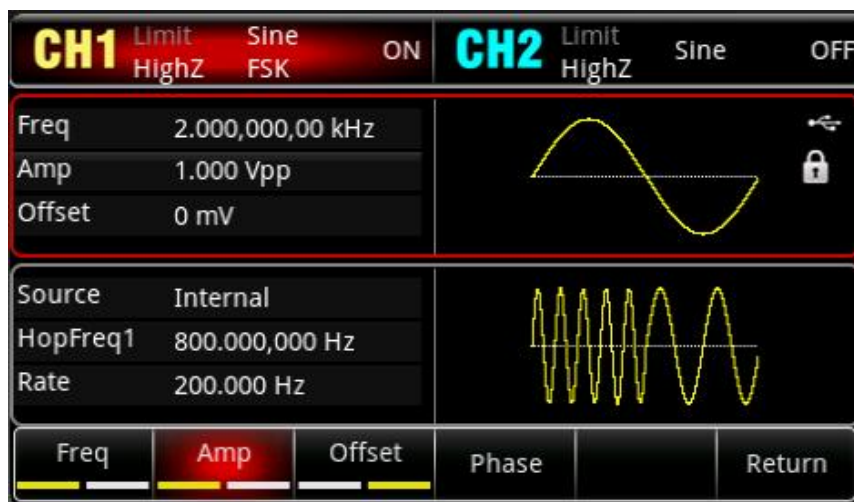 CH1 Limit Sine ON CH2 Limit Sine OFF
HighZ FSK HighZ
Freq 2.000,000,00 kHz
Amp 1.000 Vpp
Offset 0 mV
Source Internal
HopFreq1 800.000,000 Hz
Rate 200.000 Hz
Freq Amp Offset Phase Return